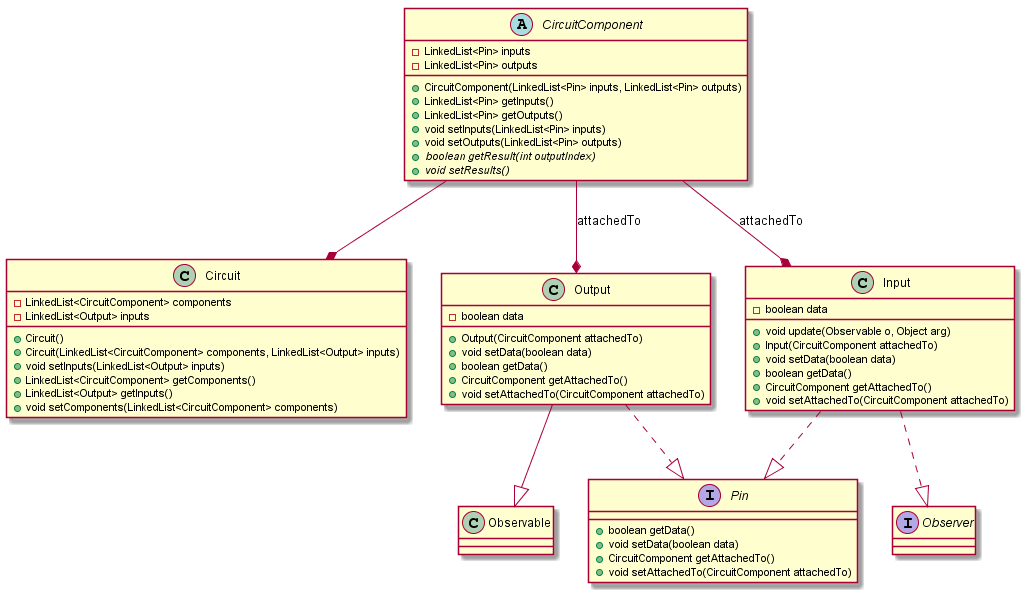 A CircuitComponent
LinkedList<Pin> inputs
LinkedList<Pin> outputs
CircuitComponent(LinkedList<Pin> inputs, LinkedList<Pin> outputs)
LinkedList<Pin> getInputs()
LinkedList<Pin> getOutputs()
void setInputs(LinkedList<Pin> inputs)
void setOutputs(LinkedList<Pin> outputs)
boolean getResult(int outputIndex)
void setResults()
attachedTo
attachedTo
C Circuit
LinkedList<CircuitComponent> components
LinkedList<Output> inputs
Circuit()
Circuit(LinkedList<CircuitComponent> components, LinkedList<Output> inputs)
void setInputs(LinkedList<Output> inputs)
LinkedList<CircuitComponent> getComponents()
LinkedList<Output> getInputs()
void setComponents(LinkedList<CircuitComponent> components)
C Output
boolean data
Output(CircuitComponent attachedTo)
void setData(boolean data)
boolean getData()
CircuitComponent getAttachedTo()
void setAttachedTo(CircuitComponent attachedTo)
C Input
boolean data
void update(Observable o, Object arg)
Input(CircuitComponent attachedTo)
void setData(boolean data)
boolean getData()
CircuitComponent getAttachedTo()
void setAttachedTo(CircuitComponent attachedTo)
C Observable
I Pin
boolean getData()
void setData(boolean data)
CircuitComponent getAttachedTo()
void setAttachedTo(CircuitComponent attachedTo)
I Observer